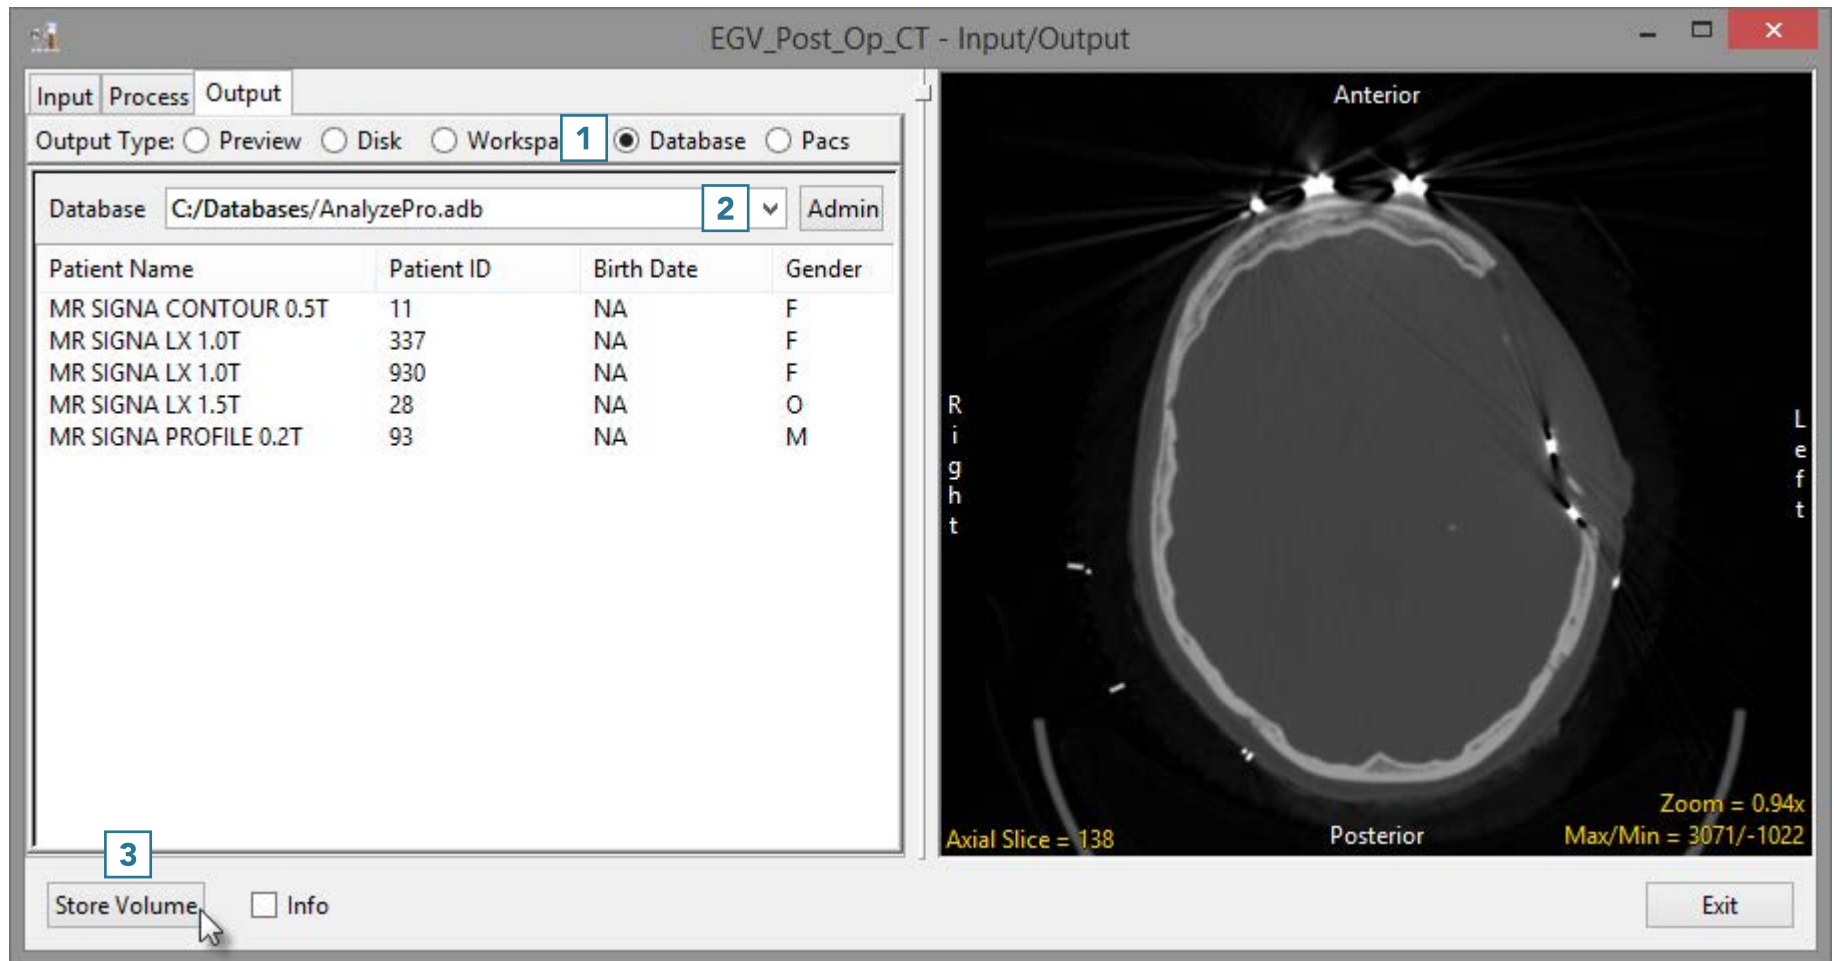 EGV_Post_Op_CT - Input/Output
Input Process Output
Output Type: Preview Disk Workspa 1 Database Pacs
Database C:/Databases/AnalyzePro.adb 2 Admin
Patient Name Patient ID Birth Date Gender
MR SIGNA CONTOUR 0.5T 11 NA F
MR SIGNA LX 1.0T 337 NA F
MR SIGNA LX 1.0T 930 NA F
MR SIGNA LX 1.5T 28 NA O
MR SIGNA PROFILE 0.2T 93 NA M
3
Store Volume Info
Anterior
Right
Left
Zoom = 0.94x
Axial Slice = 138 Posterior Max/Min = 3071/-1022
Exit